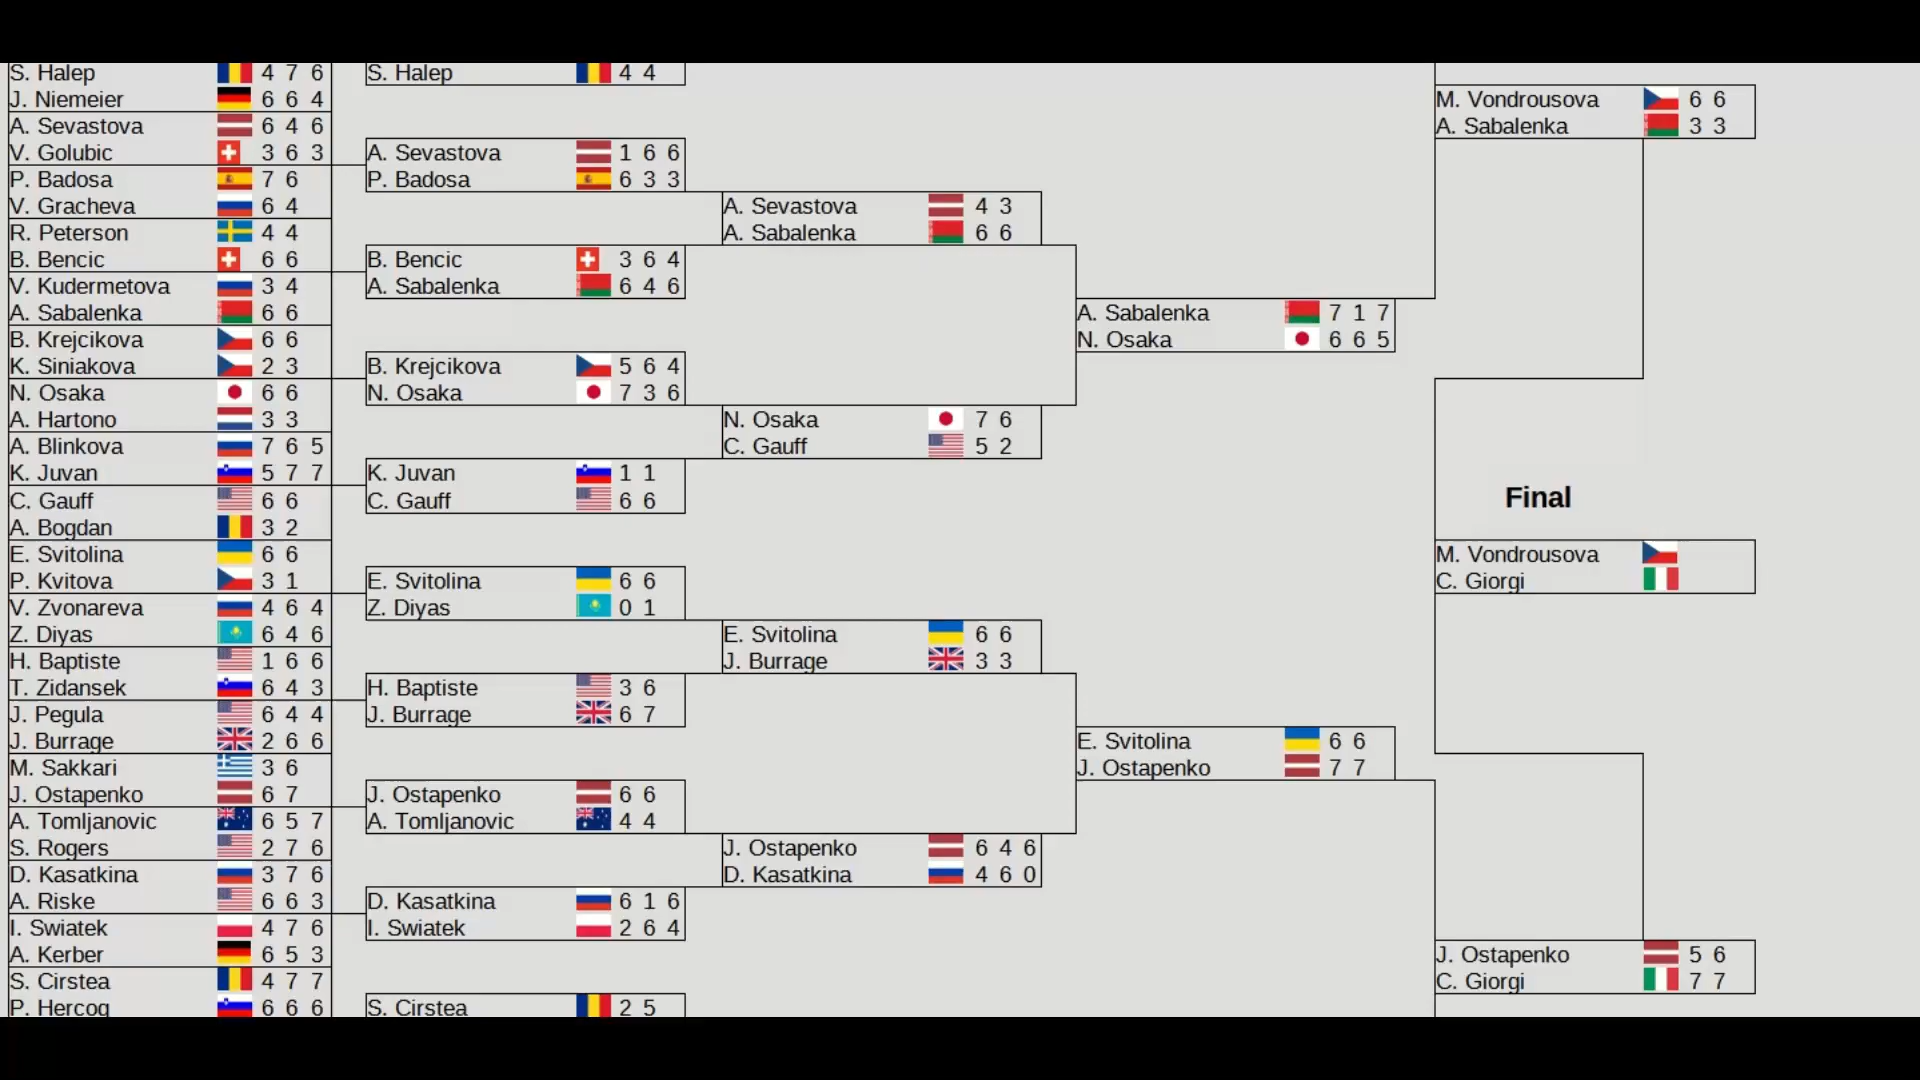 S. Halep 4 7 6
J. Niemeier 6 6 4
A. Sevastova 6 4 6
V. Golubic 3 6 3
P. Badosa 7 6
V. Gracheva 6 4
R. Peterson 4 4
B. Bencic 6 6
V. Kudermetova 3 4
A. Sabalenka 6 6
B. Krejcikova 6 6
K. Siniakova 2 3
N. Osaka 6 6
A. Hartono 3 3
A. Blinkova 7 6 5
K. Juvan 5 7 7
C. Gauff 6 6
A. Bogdan 3 2
E. Svitolina 6 6
P. Kvitova 3 1
V. Zvonareva 4 6 4
Z. Diyas 6 4 6
H. Baptiste 1 6 6
T. Zidansek 6 4 3
J. Pegula 6 4 4
J. Burrage 2 6 6
M. Sakkari 3 6
J. Ostapenko 6 7
A. Tomljanovic 6 5 7
S. Rogers 2 7 6
D. Kasatkina 3 7 6
A. Riske 6 6 3
I. Swiatek 4 7 6
A. Kerber 6 5 3
S. Cirstea 4 7 7
P. Hercog 6 6 6
S. Halep 4 4
A. Sevastova 1 6 6
P. Badosa 6 3 3
B. Bencic 3 6 4
A. Sabalenka 6 4 6
B. Krejcikova 5 6 4
N. Osaka 7 3 6
K. Juvan 1 1
C. Gauff 6 6
E. Svitolina 6 6
Z. Diyas 0 1
H. Baptiste 3 6
J. Burrage 6 7
J. Ostapenko 6 6
A. Tomljanovic 4 4
D. Kasatkina 6 1 6
I. Swiatek 2 6 4
S. Cirstea 2 5
A. Sevastova 4 3
A. Sabalenka 6 6
N. Osaka 7 6
C. Gauff 5 2
E. Svitolina 6 6
J. Burrage 3 3
J. Ostapenko 6 4 6
D. Kasatkina 4 6 0
A. Sabalenka 7 1 7
N. Osaka 6 6 5
E. Svitolina 6 6
J. Ostapenko 7 7
M. Vondrousova 6 6
A. Sabalenka 3 3
Final
M. Vondrousova
C. Giorgi
J. Ostapenko 5 6
C. Giorgi 7 7